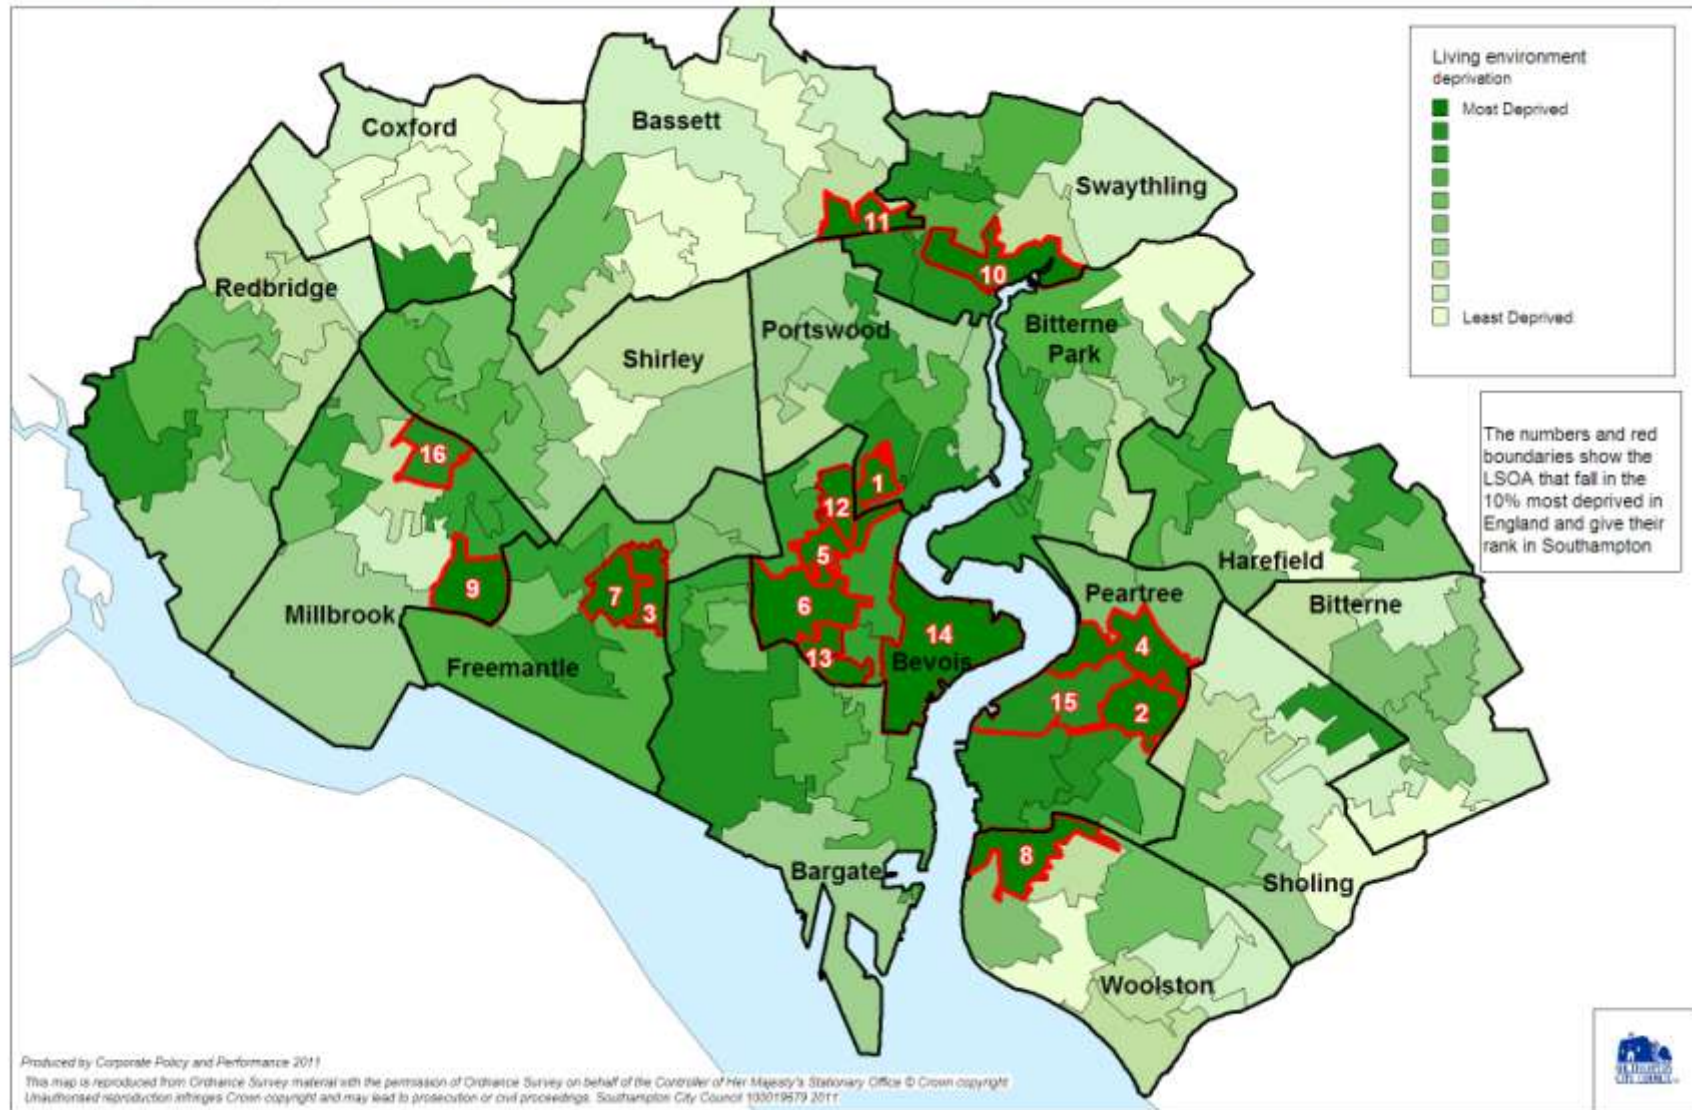 Living environment
deprivation
Most Deprived
Least Deprived
The numbers and red
boundaries show the
LSOA that fall in the
10% most deprived in
England and give their
rank in Southampton
Coxford
Bassett
Swaythling
11
10
Redbridge
Portswood
Bitterne
Park
Shirley
16
1
12
5
Harefield
9
7
3
6
Peartree
Bitterne
Millbrook
14
4
13
Bevois
Freemantle
15
2
8
Bargate
Sholing
Woolston
Produced by Corporate Policy and Performance 2011
This map is reproduced from Ordnance Survey material with the permission of Ordnance Survey on behalf of the Controller of Her Majesty's Stationary Office © Crown copyright
Unauthorised reproduction infringes Crown copyright and may lead to prosecution or civil proceedings. Southampton City Council 100019679 2011
SOUTHAMPTON
CITY COUNCIL